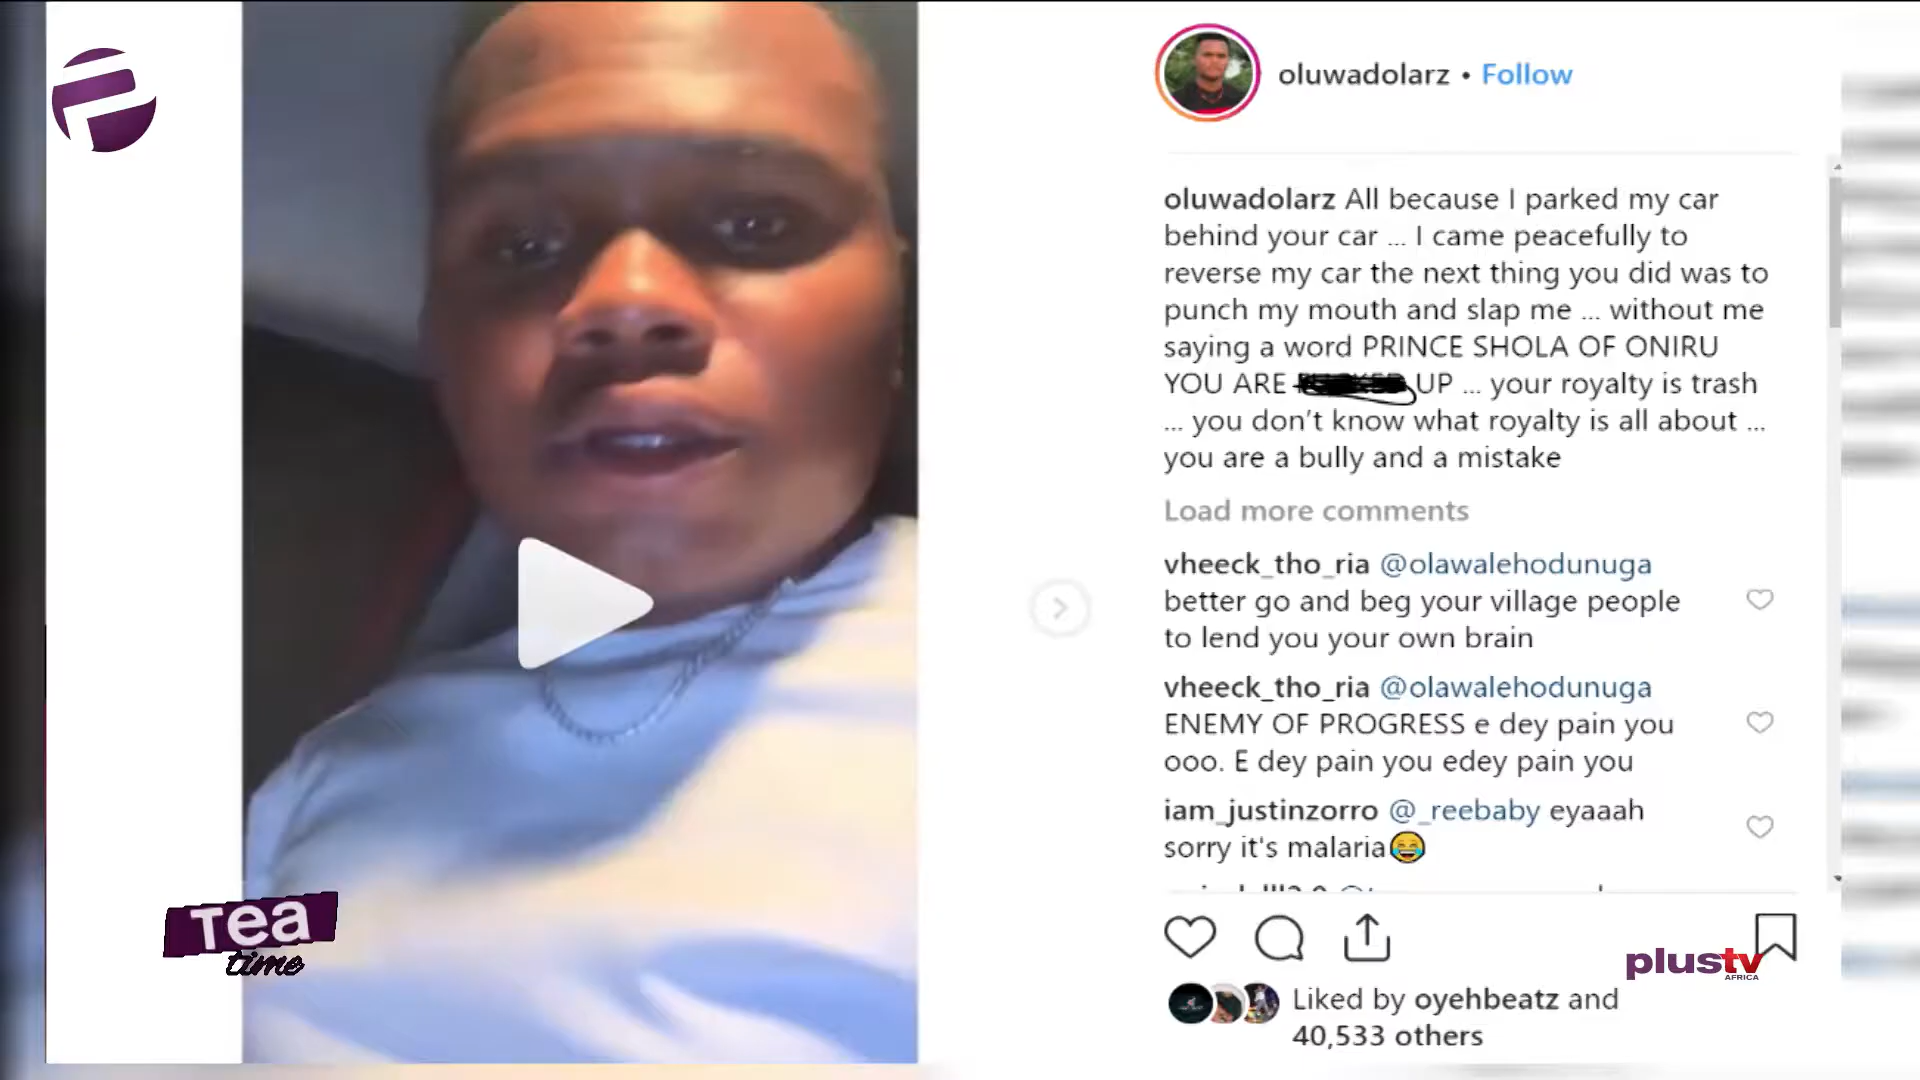 oluwadolarz • Follow
oluwadolarz All because I parked my car
behind your car ... I came peacefully to
reverse my car the next thing you did was to
punch my mouth and slap me ... without me
saying a word PRINCE SHOLA OF ONIRU
YOU ARE UP ... your royalty is trash
... you don't know what royalty is all about ...
you are a bully and a mistake
Load more comments
vheeck_tho_ria @olawalehodunuga
better go and beg your village people
to lend you your own brain
vheeck_tho_ria @olawalehodunuga
ENEMY OF PROGRESS e dey pain you
ooo. E dey pain you edey pain you
iam_justinzorro @_reebaby eyaaah
sorry it's malaria😂
Liked by oyehbeatz and
40,533 others
Tea
time
plustv
AFRICA